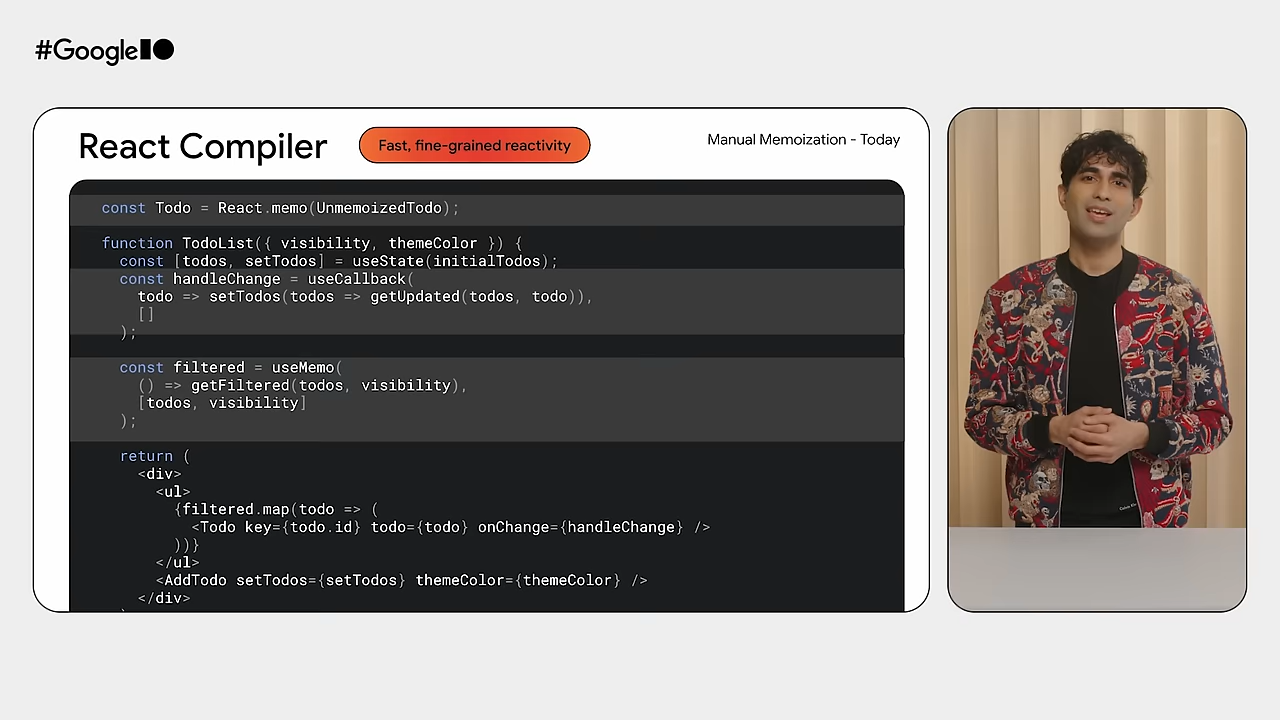 #GoogleIO
React Compiler
Fast, fine-grained reactivity
Manual Memoization - Today
const Todo = React.memo(UnmemoizedTodo);
function TodoList({ visibility, themeColor }) {
const [todos, setTodos] = useState(initialTodos);
const handleChange = useCallback(
todo => setTodos(todos => getUpdated(todos, todo)),
[]
);
const filtered = useMemo(
() => getFiltered(todos, visibility),
[todos, visibility]
);
return (
<div>
<ul>
{filtered.map(todo => (
<Todo key={todo.id} todo={todo} onChange={handleChange} />
))}
</ul>
<AddTodo setTodos={setTodos} themeColor={themeColor} />
</div>